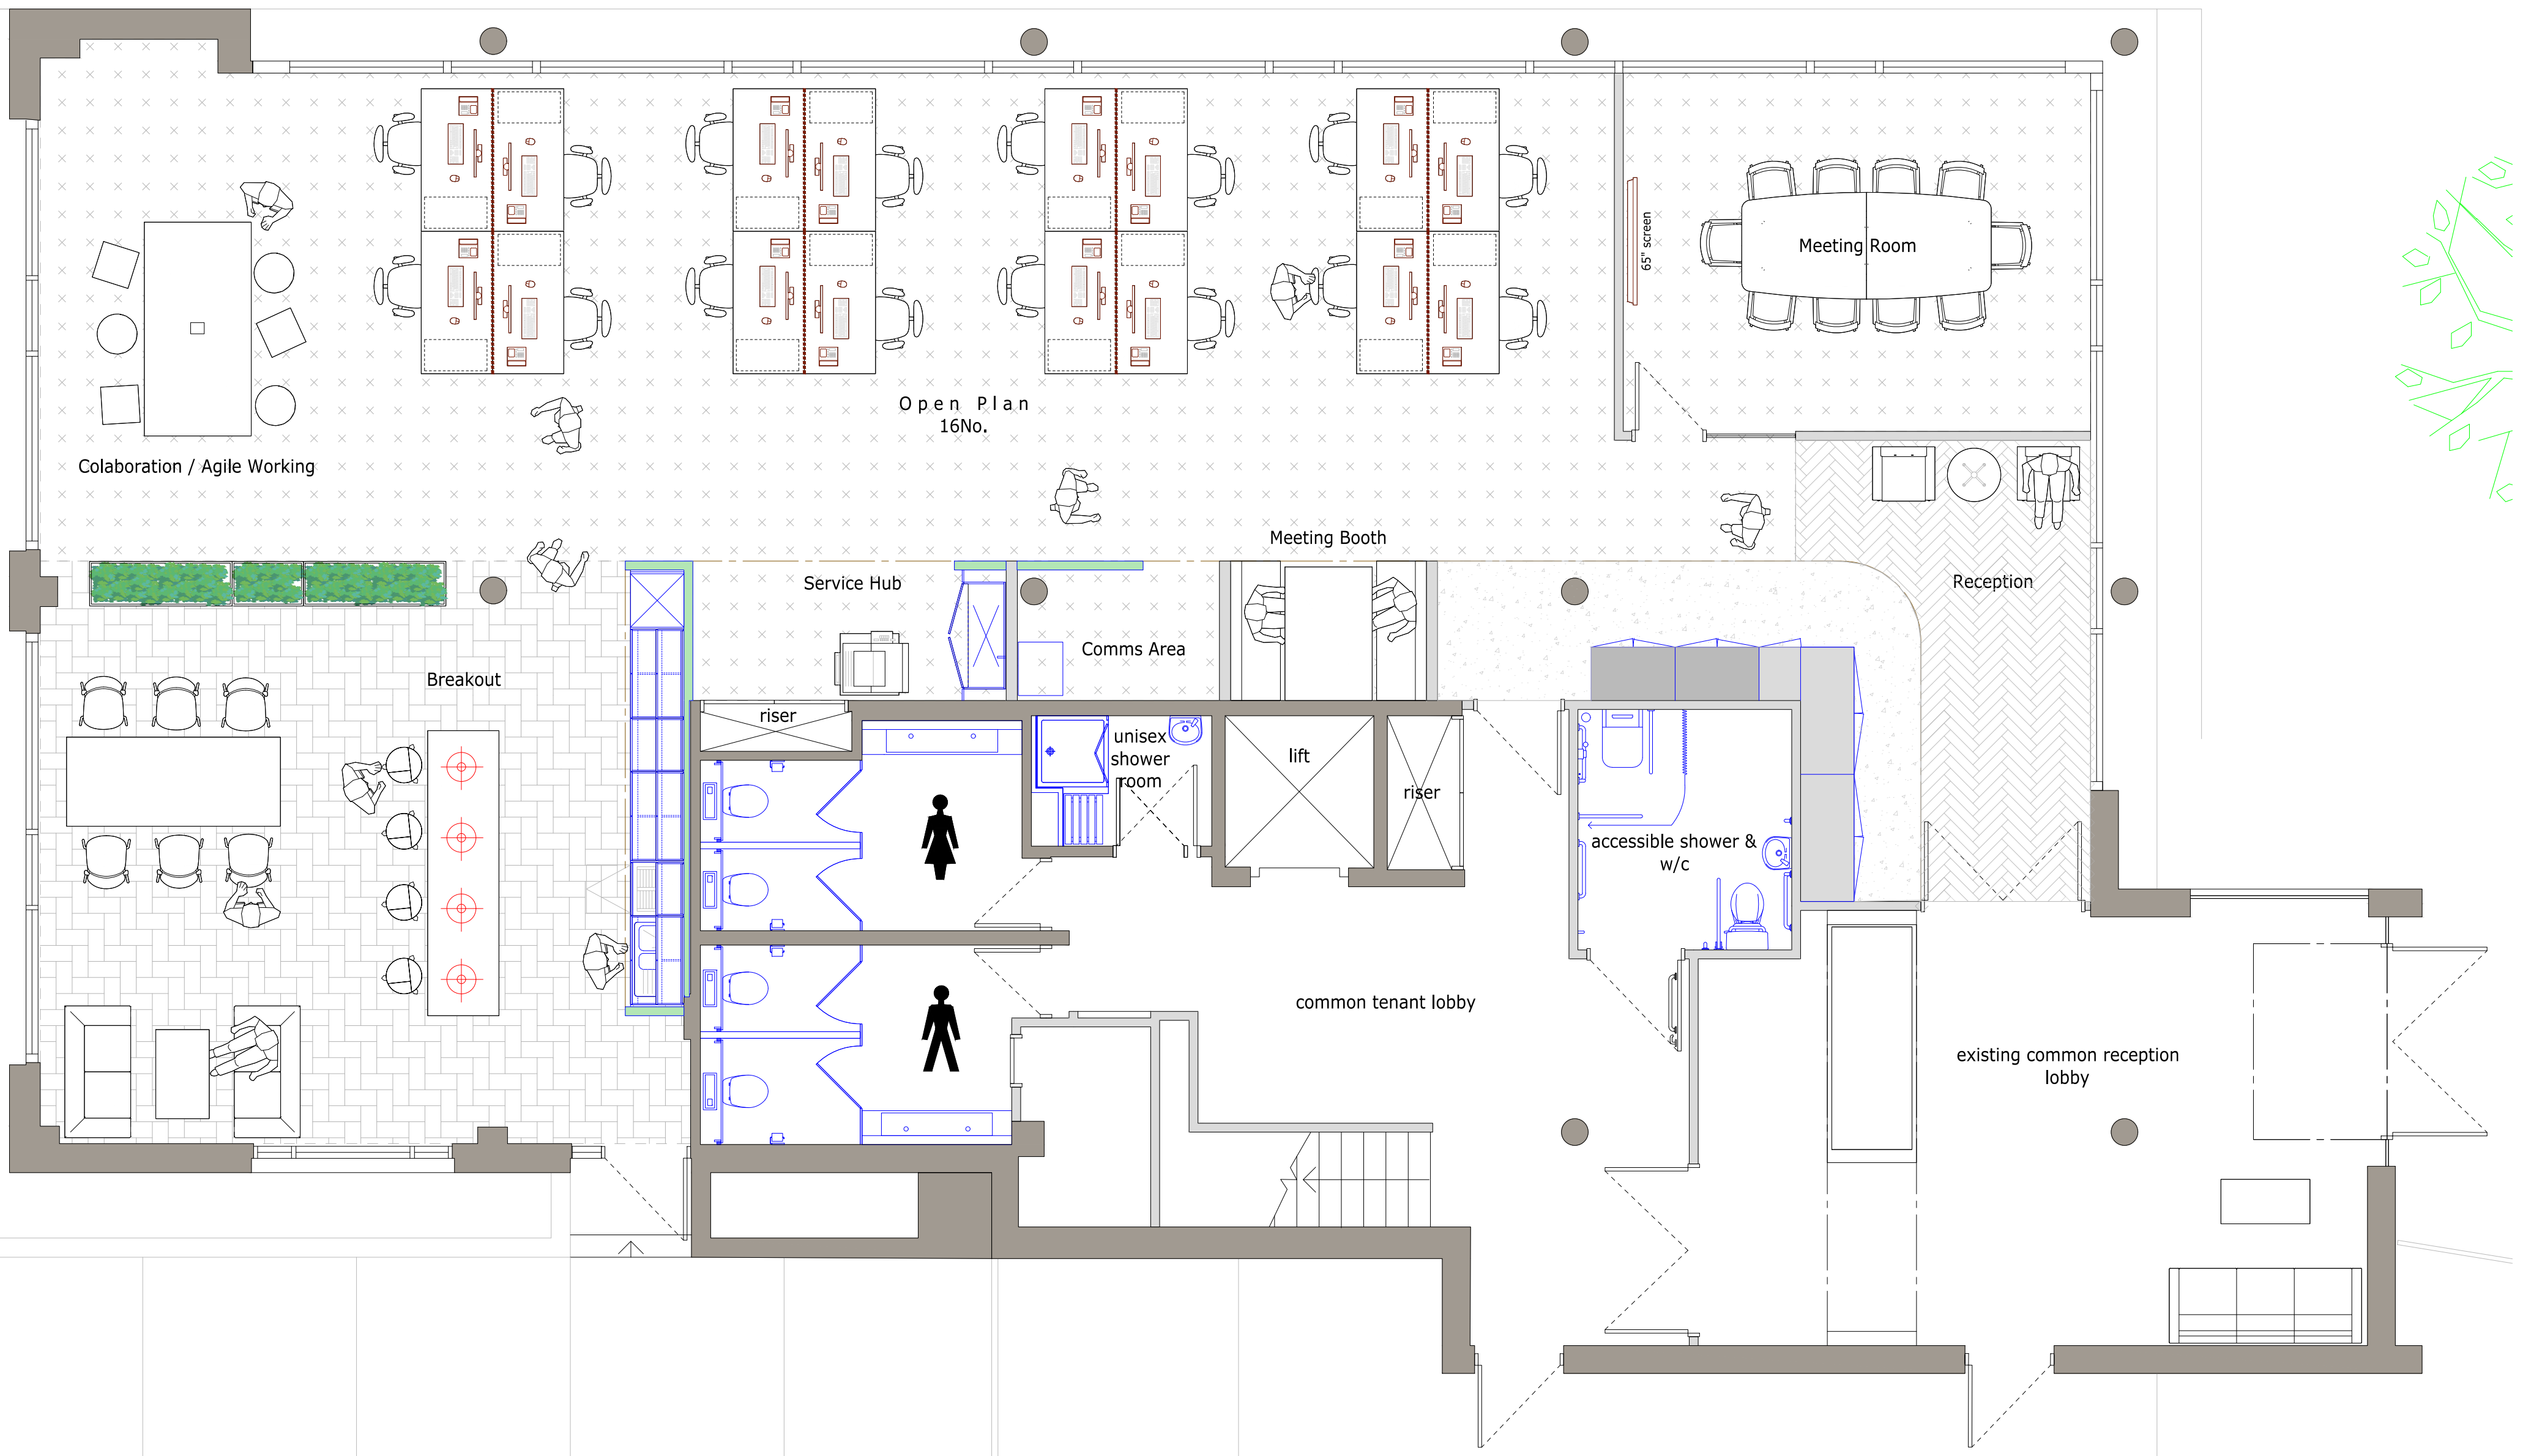 65" screen
Meeting Room
Open Plan
16No.
Colaboration / Agile Working
Meeting Booth
Service Hub
Reception
Comms Area
Breakout
riser
unisex
shower
room
lift
riser
accessible shower &
w/c
common tenant lobby
existing common reception
lobby